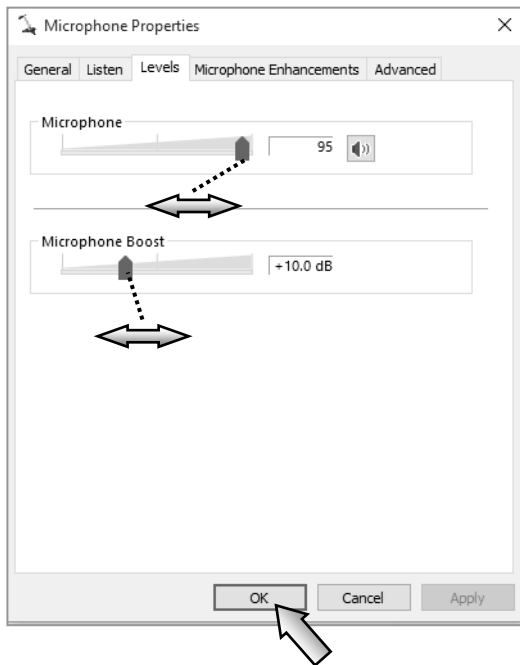 Microphone Properties
General Listen Levels Microphone Enhancements Advanced
Microphone
95
Microphone Boost
+10.0 dB
OK Cancel Apply